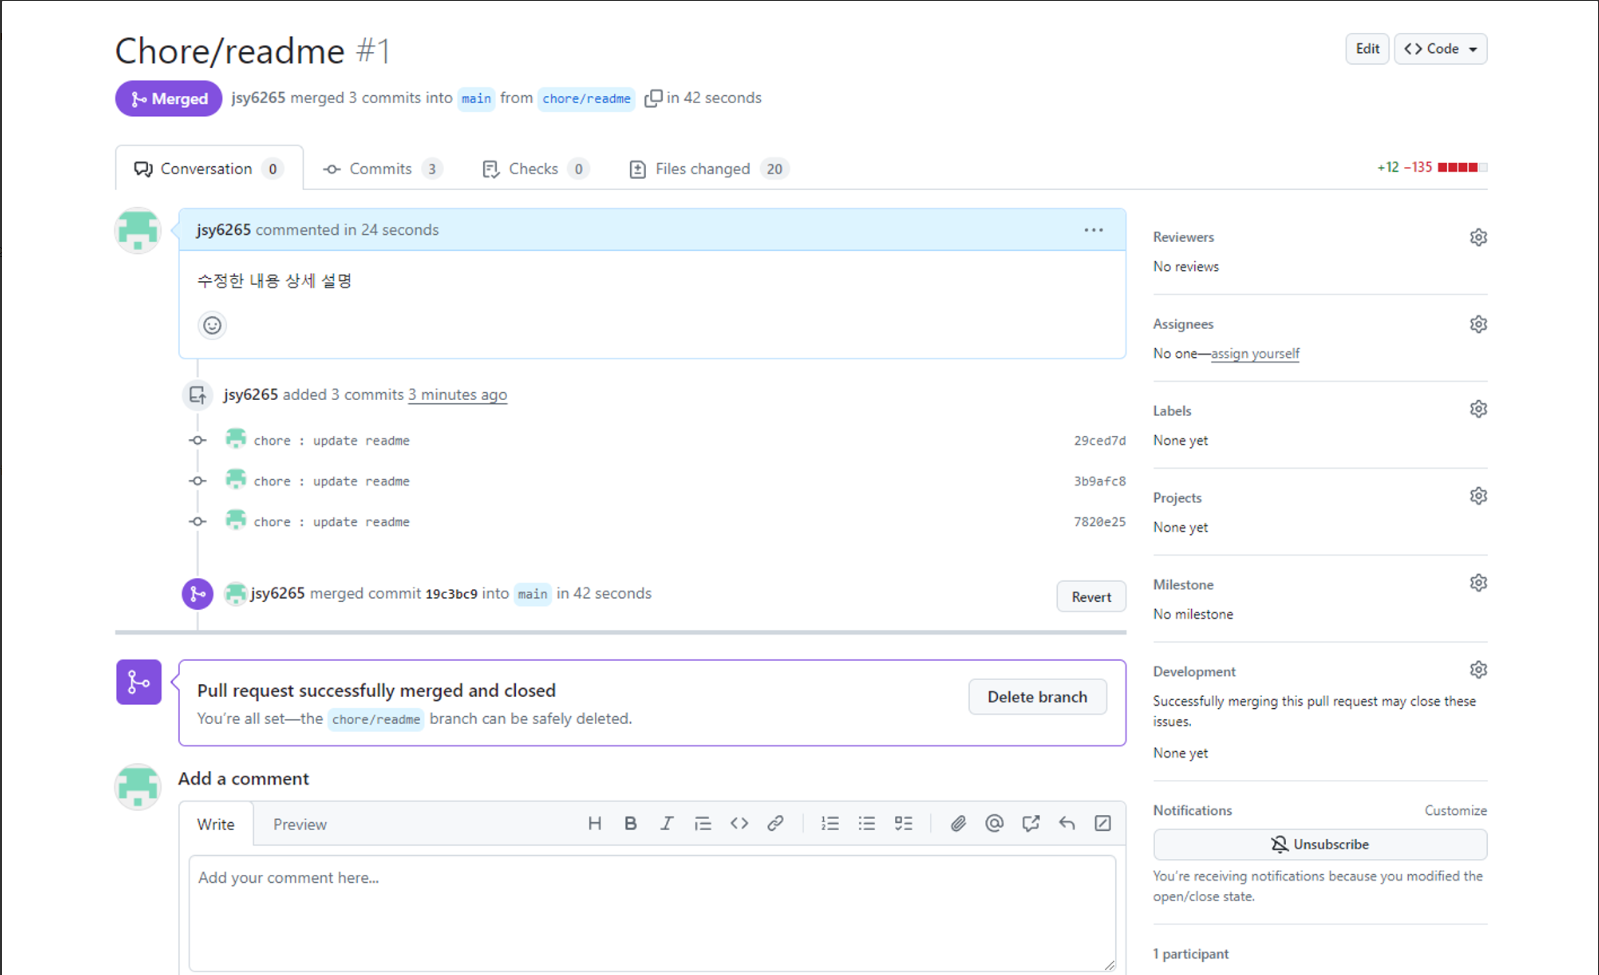 Chore/readme #1
Edit
Code
Merged
jsy6265 merged 3 commits into main from chore/readme in 42 seconds
Conversation 0
Commits 3
Checks 0
Files changed 20
+12 −135
jsy6265 commented in 24 seconds
수정한 내용 상세 설명
jsy6265 added 3 commits 3 minutes ago
chore : update readme 29ced7d
chore : update readme 3b9afc8
chore : update readme 7820e25
jsy6265 merged commit 19c3bc9 into main in 42 seconds
Revert
Pull request successfully merged and closed
You’re all set—the chore/readme branch can be safely deleted.
Delete branch
Add a comment
Write
Preview
Add your comment here...
Reviewers
No reviews
Assignees
No one—assign yourself
Labels
None yet
Projects
None yet
Milestone
No milestone
Development
Successfully merging this pull request may close these
issues.
None yet
Notifications
Customize
Unsubscribe
You’re receiving notifications because you modified the
open/close state.
1 participant